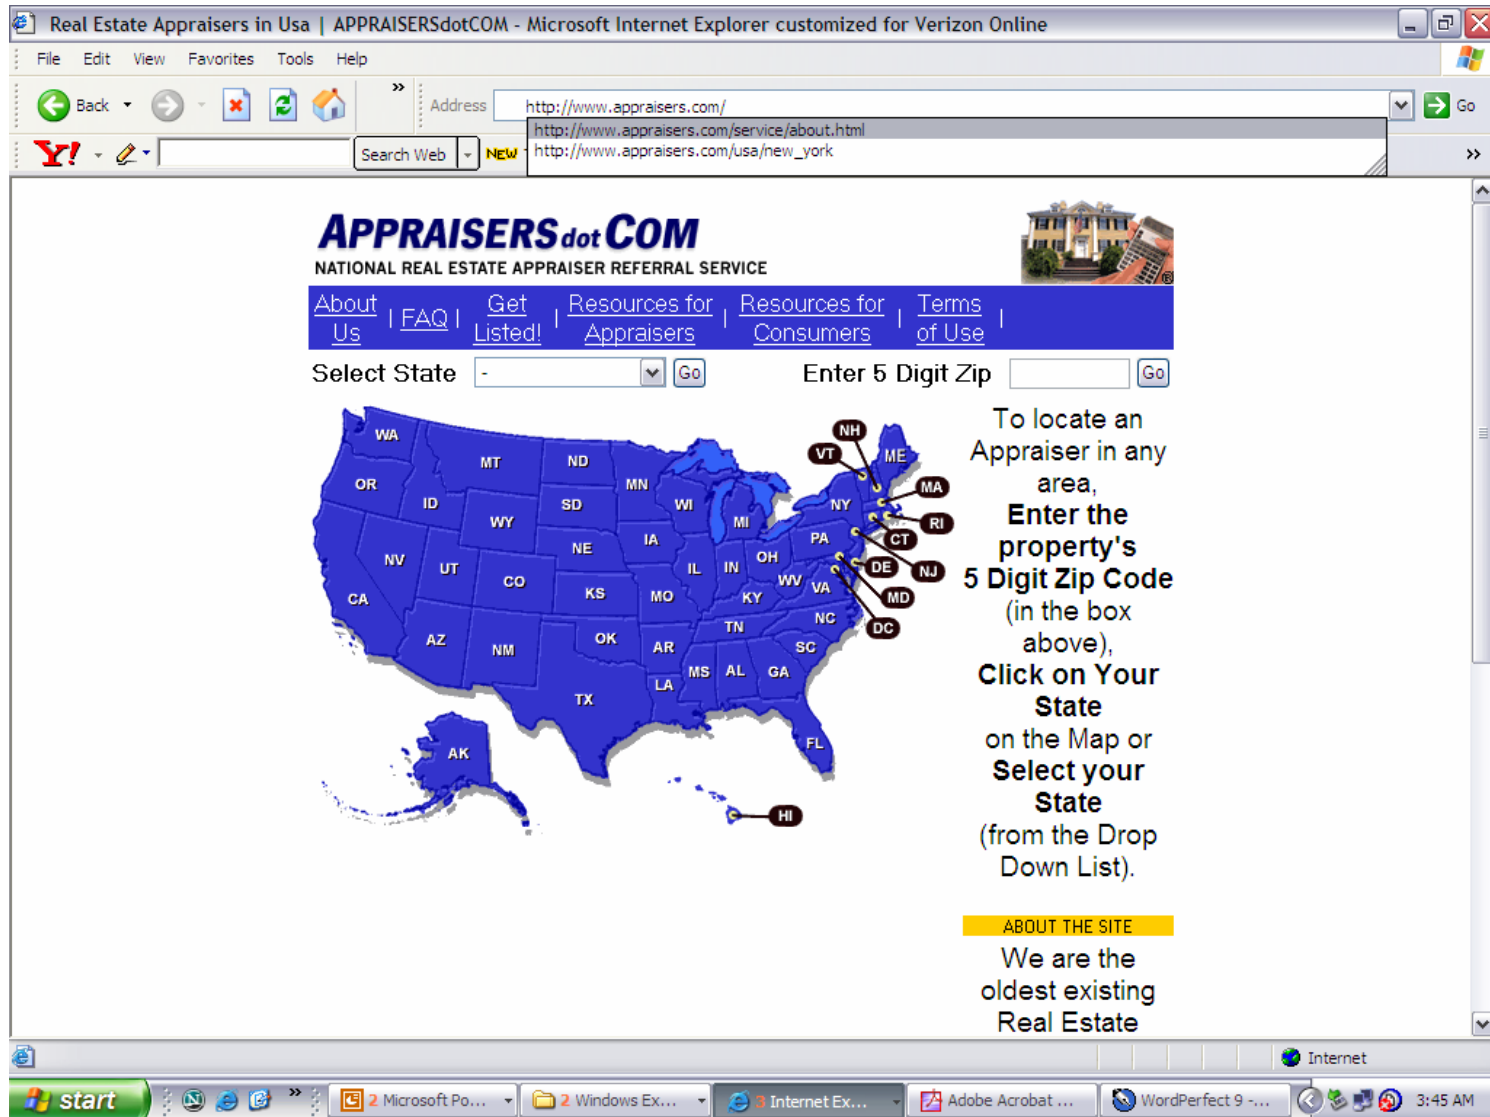 Real Estate Appraisers in Usa | APPRAISERSdotCOM - Microsoft Internet Explorer customized for Verizon Online
File Edit View Favorites Tools Help
Back » Address http://www.appraisers.com/ Go
http://www.appraisers.com/service/about.html
Y! Search Web NEW http://www.appraisers.com/usa/new_york »
APPRAISERSdotCOM
NATIONAL REAL ESTATE APPRAISER REFERRAL SERVICE
®
About Us | FAQ | Get Listed! | Resources for Appraisers | Resources for Consumers | Terms of Use |
Select State - Go Enter 5 Digit Zip Go
WA
MT
ND
MN
OR
ID
SD
WI
WY
MI
NY
VT
NH
ME
MA
RI
CT
NJ
PA
DE
MD
DC
NV
UT
CO
NE
IA
IL
IN
OH
WV
VA
CA
KS
MO
KY
NC
AZ
NM
OK
AR
TN
SC
MS
AL
GA
LA
TX
FL
AK
HI
To locate an
Appraiser in any
area,
Enter the
property's
5 Digit Zip Code
(in the box
above),
Click on Your
State
on the Map or
Select your
State
(from the Drop
Down List).
ABOUT THE SITE
We are the
oldest existing
Real Estate
Internet
start » 2 Microsoft Po... 2 Windows Ex... 3 Internet Ex... Adobe Acrobat ... WordPerfect 9 -... 3:45 AM